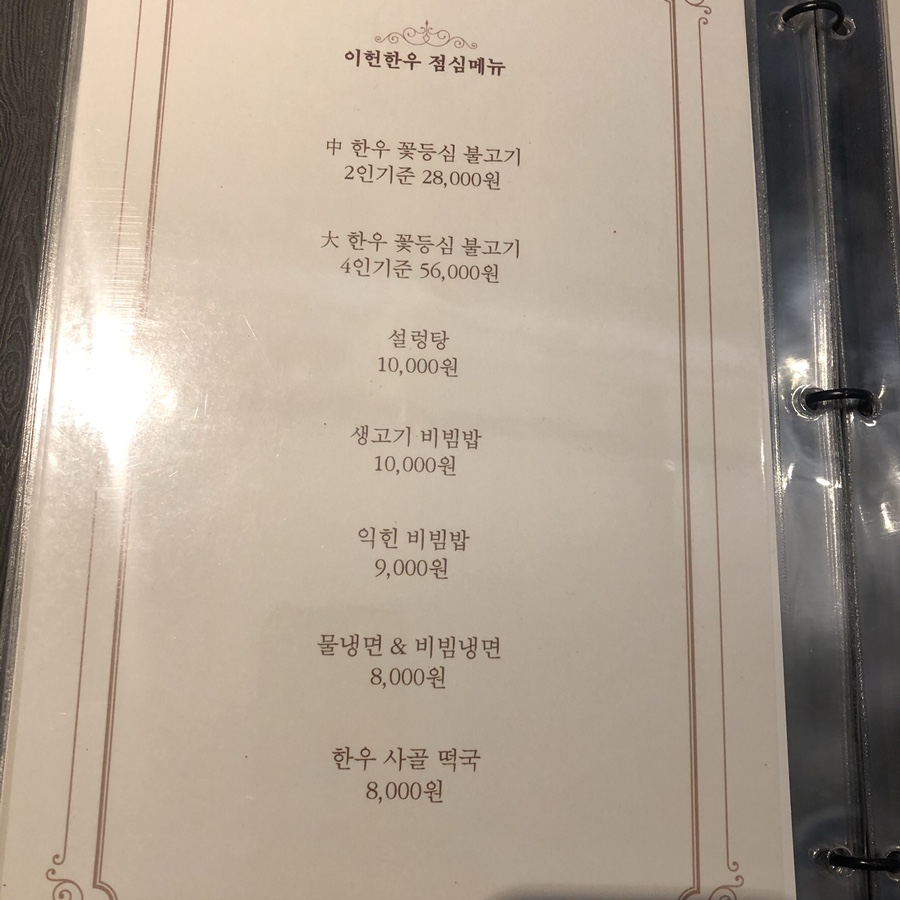 이헌한우 점심메뉴
中 한우 꽃등심 불고기
2인기준 28,000원
大 한우 꽃등심 불고기
4인기준 56,000원
설렁탕
10,000원
생고기 비빔밥
10,000원
익힌 비빔밥
9,000원
물냉면 & 비빔냉면
8,000원
한우 사골 떡국
8,000원